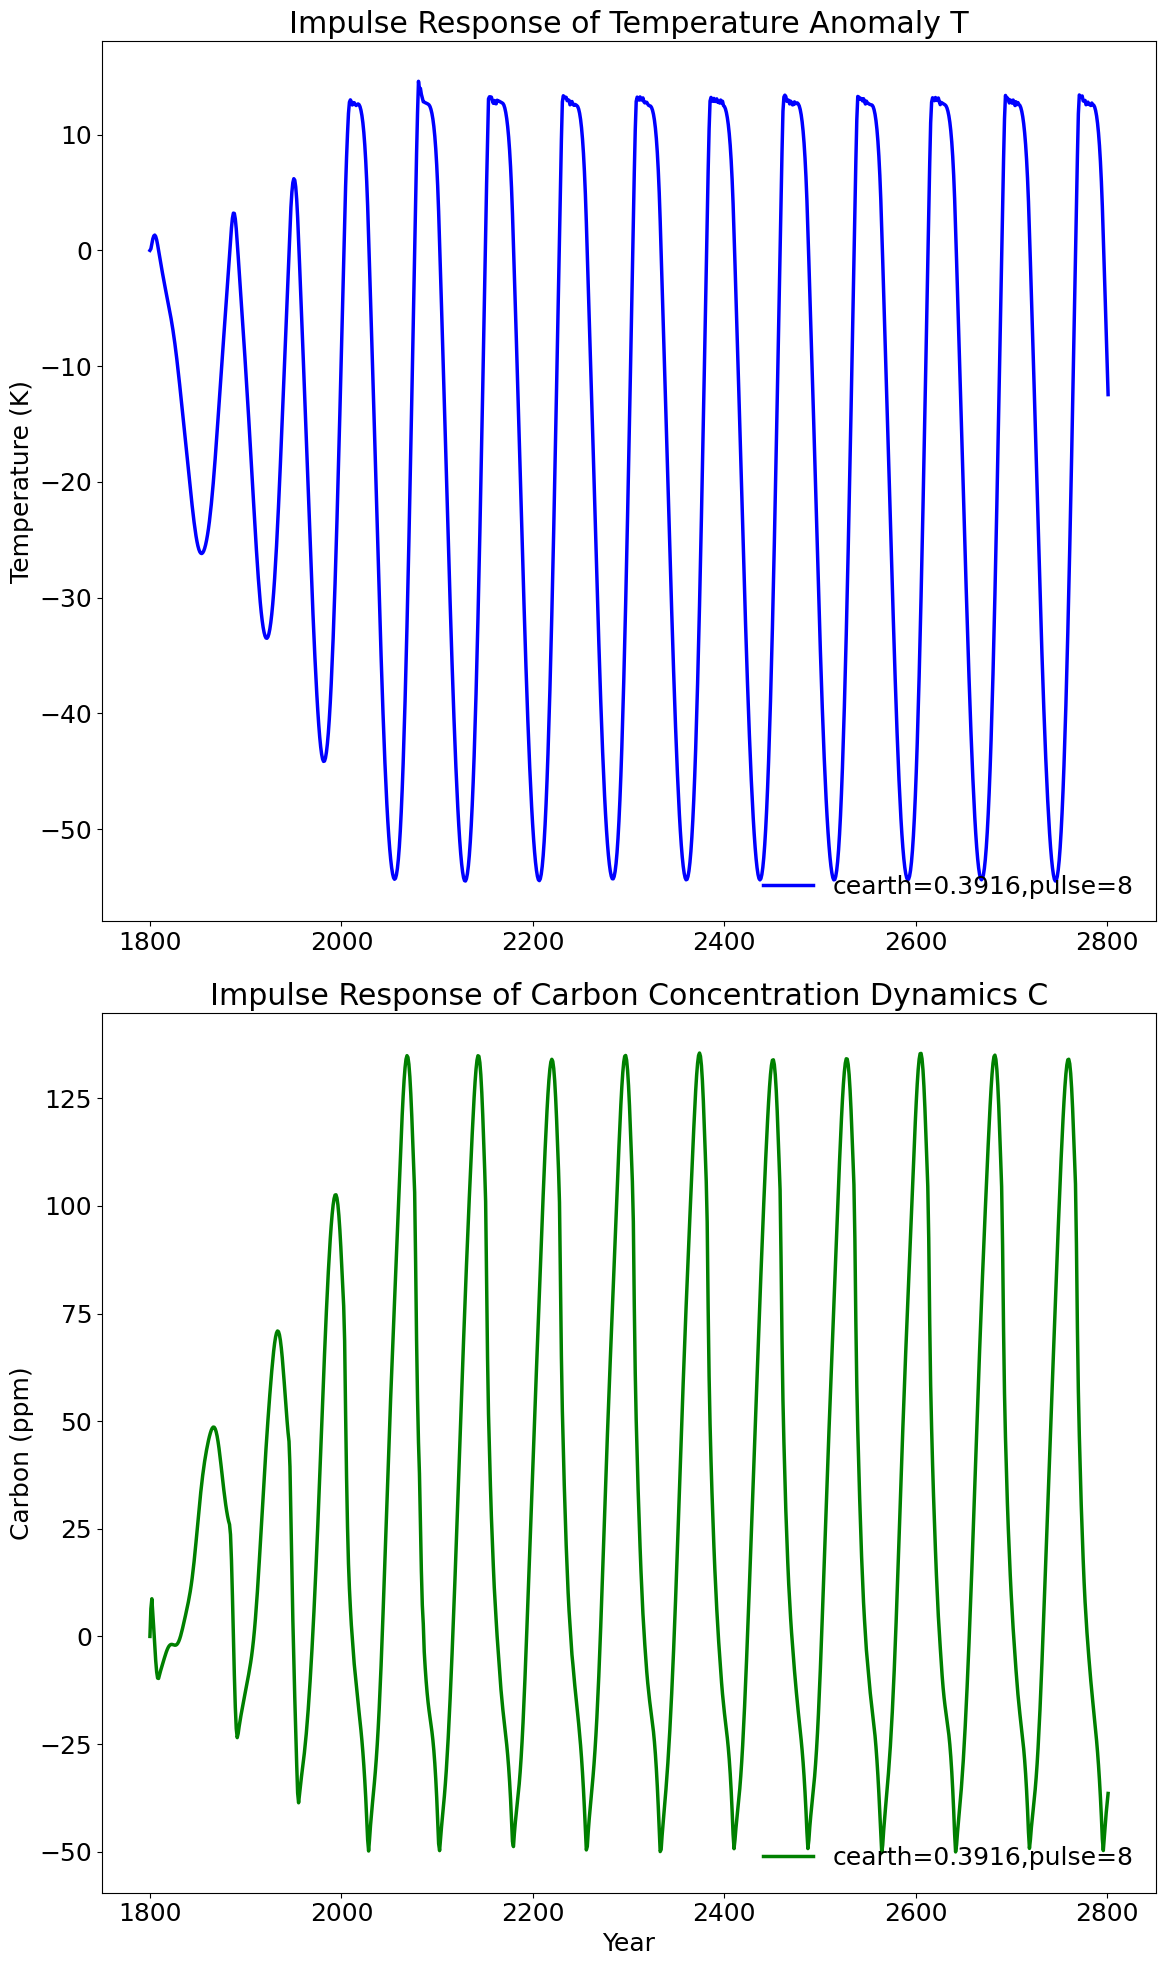 Impulse Response of Temperature Anomaly T
Temperature (K)
10
0
−10
−20
−30
−40
−50
cearth=0.3916,pulse=8
1800 2000 2200 2400 2600 2800
Impulse Response of Carbon Concentration Dynamics C
Carbon (ppm)
125
100
75
50
25
0
−25
−50
cearth=0.3916,pulse=8
1800 2000 2200 2400 2600 2800
Year